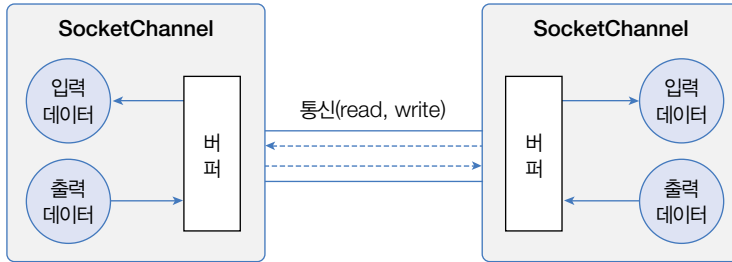 SocketChannel
입력
데이터
출력
데이터
버
퍼
통신(read, write)
SocketChannel
버
퍼
입력
데이터
출력
데이터